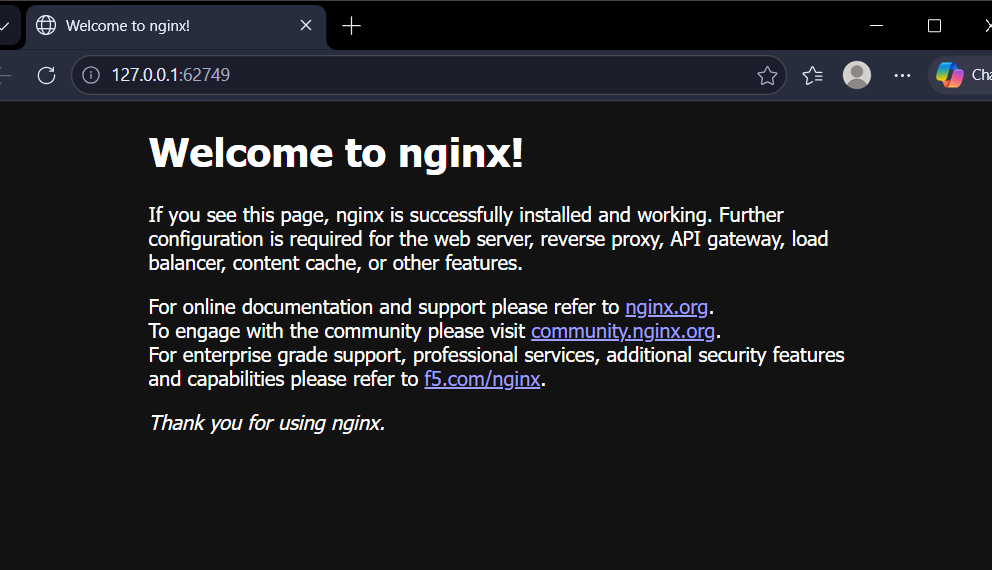 Welcome to nginx!
127.0.0.1:62749
Welcome to nginx!
If you see this page, nginx is successfully installed and working. Further
configuration is required for the web server, reverse proxy, API gateway, load
balancer, content cache, or other features.
For online documentation and support please refer to nginx.org.
To engage with the community please visit community.nginx.org.
For enterprise grade support, professional services, additional security features
and capabilities please refer to f5.com/nginx.
Thank you for using nginx.